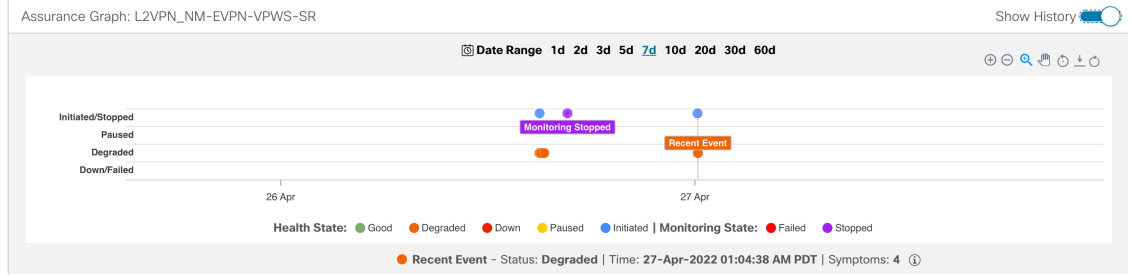 Assurance Graph: L2VPN_NM-EVPN-VPWS-SR Show History
Date Range 1d 2d 3d 5d 7d 10d 20d 30d 60d
Initiated/Stopped
Monitoring Stopped
Paused
Recent Event
Degraded
Down/Failed
26 Apr 27 Apr
Health State: Good Degraded Down Paused Initiated | Monitoring State: Failed Stopped
Recent Event - Status: Degraded | Time: 27-Apr-2022 01:04:38 AM PDT | Symptoms: 4